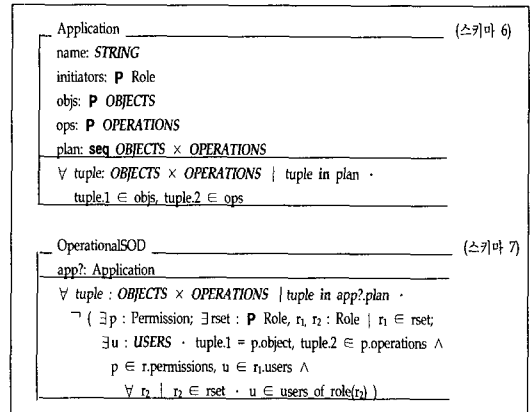 Application (스키마 6)
name: STRING
initiators: P Role
objs: P OBJECTS
ops: P OPERATIONS
plan: seq OBJECTS × OPERATIONS
∀ tuple: OBJECTS × OPERATIONS | tuple in plan ·
tuple.1 ∈ objs, tuple.2 ∈ ops
OperationalSOD (스키마 7)
app?: Application
∀ tuple : OBJECTS × OPERATIONS | tuple in app?.plan ·
¬ ( ∃p : Permission; ∃rset : P Role, r₁, r₂ : Role | r₁ ∈ rset;
∃u : USERS · tuple.1 = p.object, tuple.2 ∈ p.operations ∧
p ∈ r.permissions, u ∈ r₁.users ∧
∀ r₂ | r₂ ∈ rset · u ∈ users of role(r₂) )